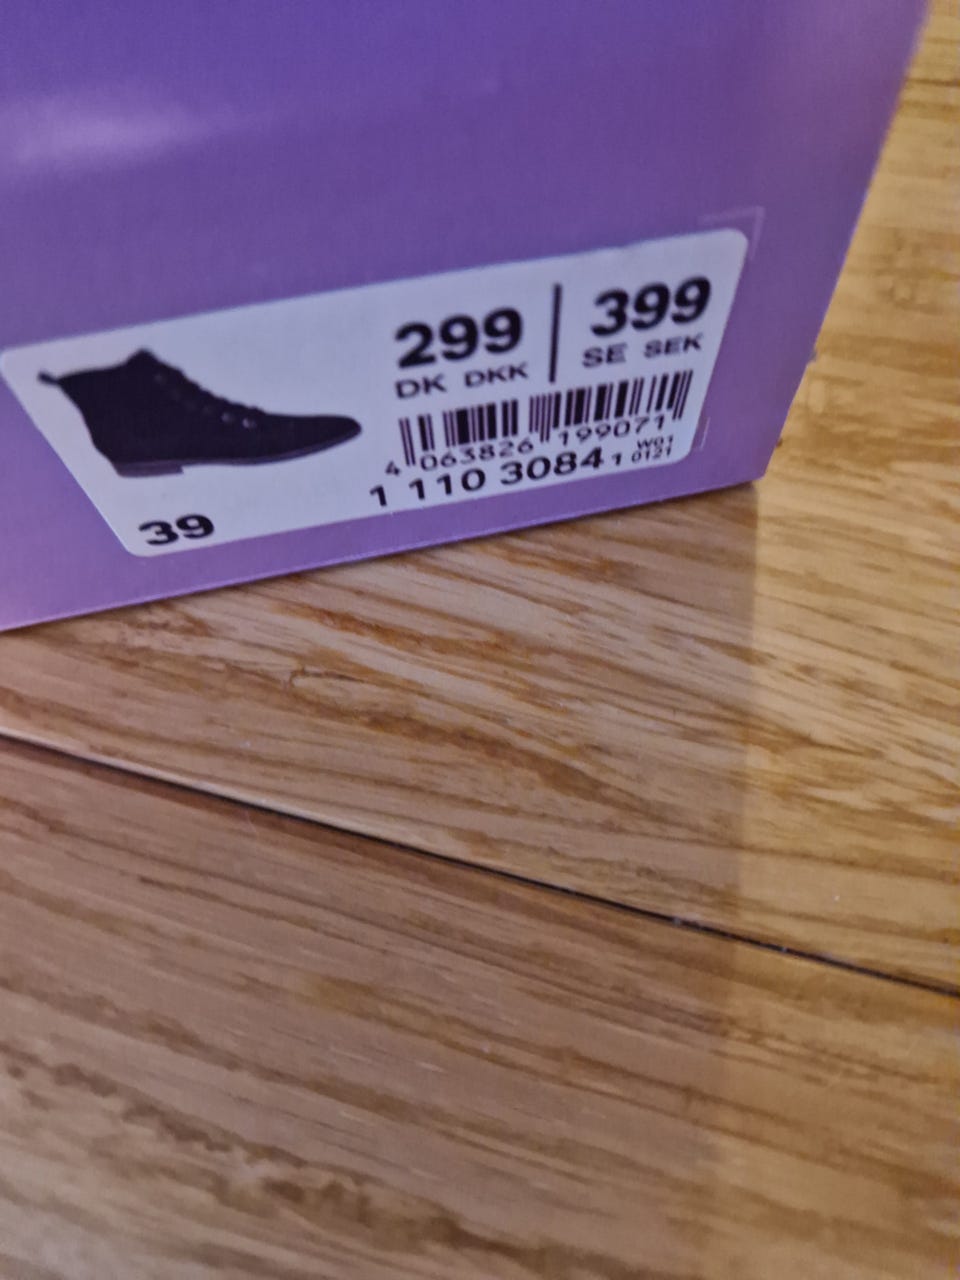 299 | 399
DK DKK SE SEK
4 063826 199071
1 110 3084 1 W01 0121
39